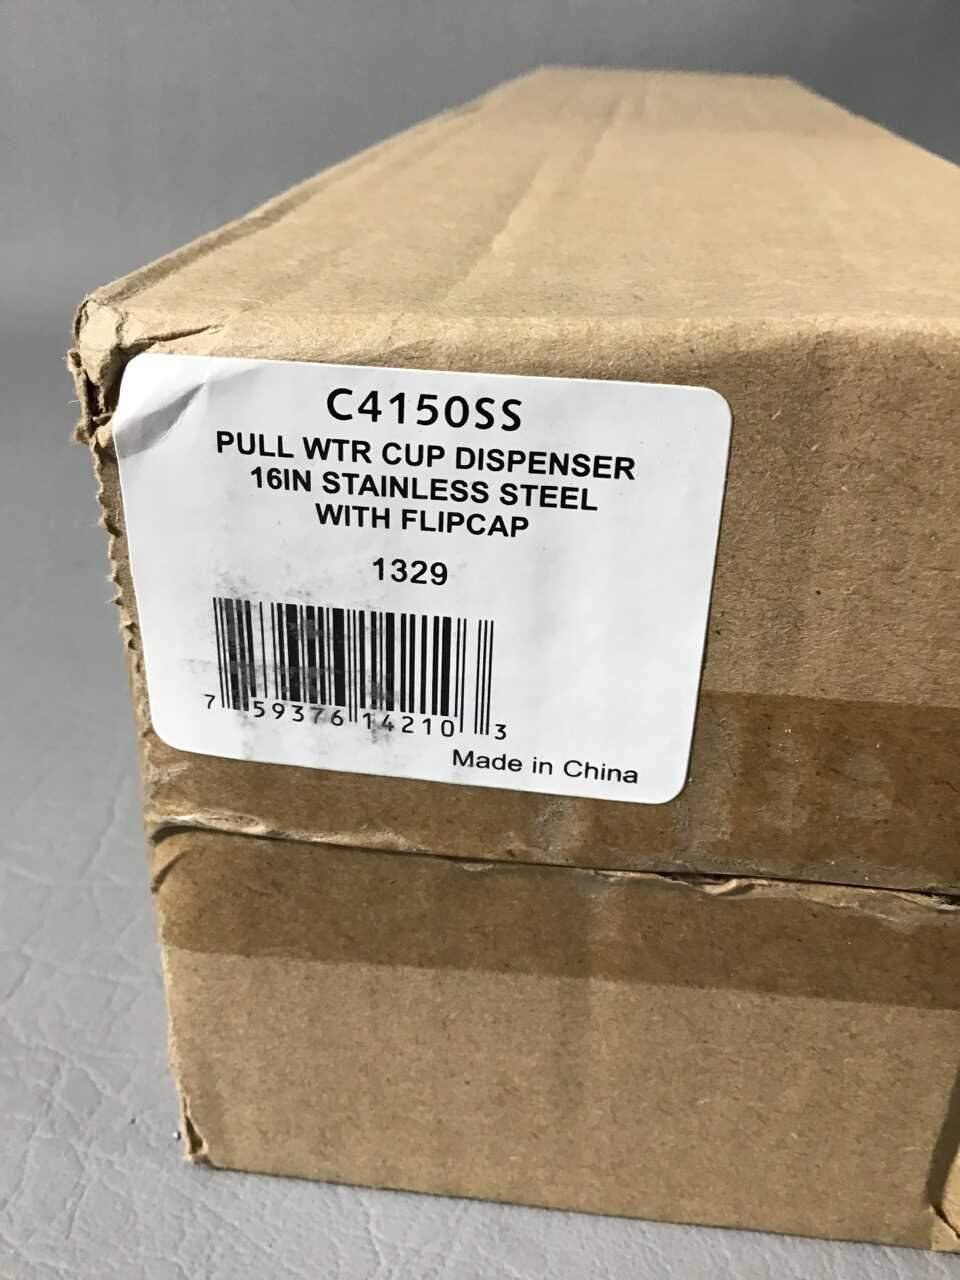 C4150SS
PULL WTR CUP DISPENSER
16IN STAINLESS STEEL
WITH FLIPCAP
1329
7 59376 14210 3
Made in China